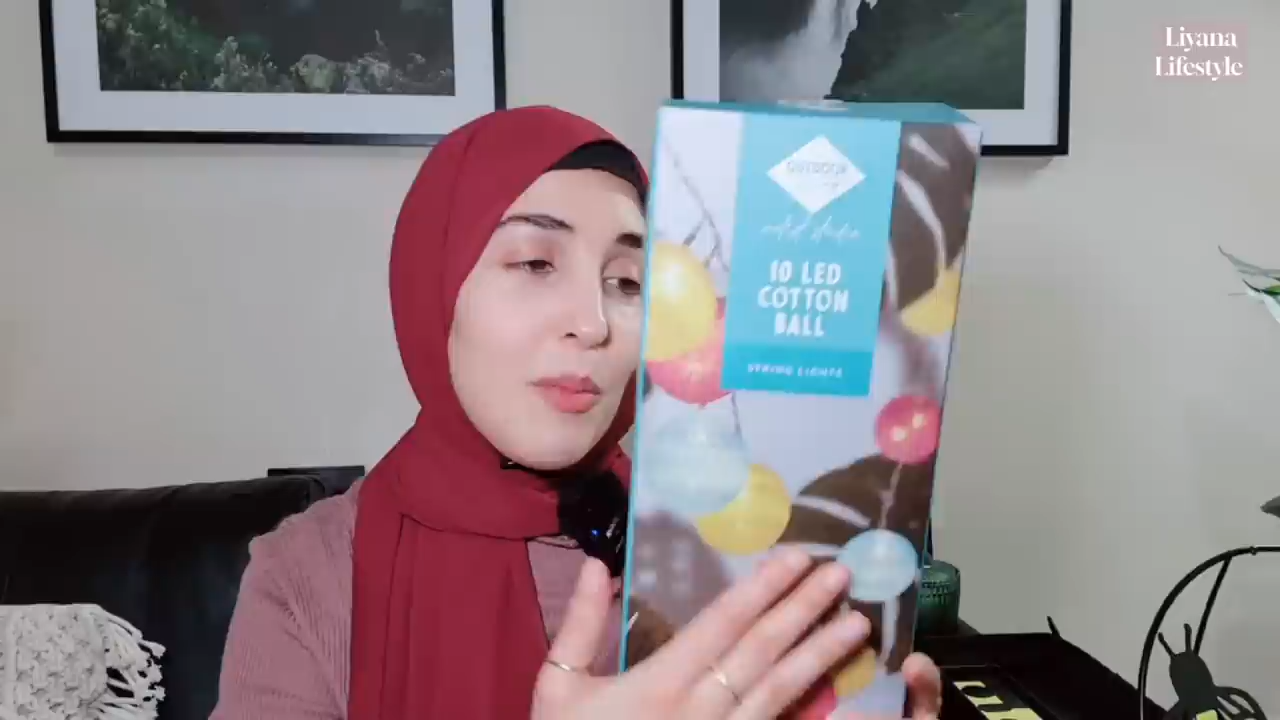 Liyana
Lifestyle
OUTDOOR
10 LED
COTTON
BALL
STRING LIGHTS